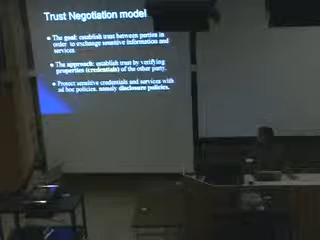 Trust Negotiation model
The goal: establish trust between parties in
order to exchange sensitive information and
services
The approach: establish trust by verifying
properties (credentials) of the other party.
Protect sensitive credentials and services with
ad hoc policies, namely disclosure policies.